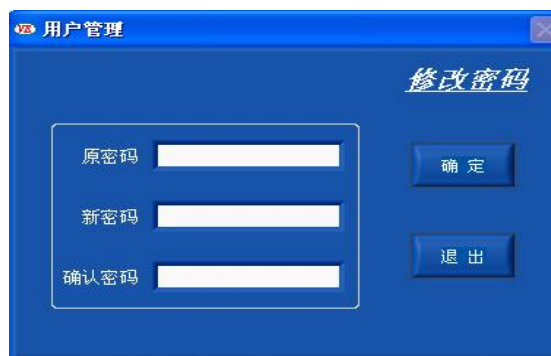 用户管理
修改密码
原密码
确 定
新密码
退 出
确认密码